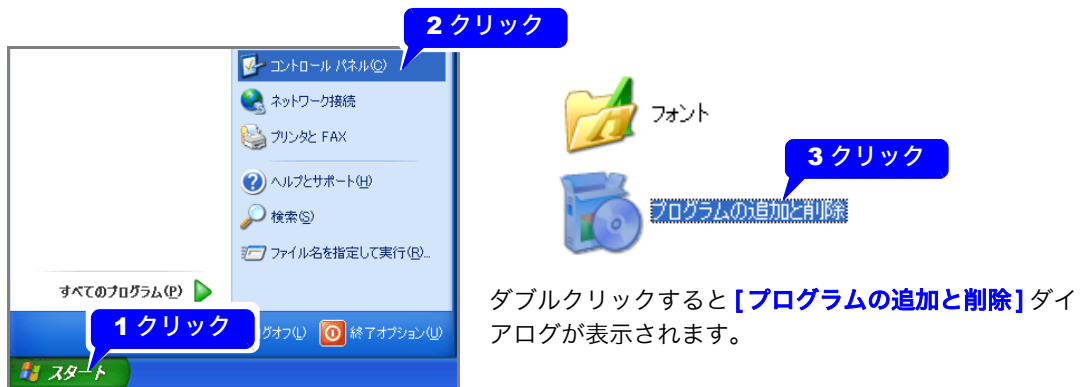 2 クリック
コントロール パネル(C)
ネットワーク接続
プリンタと FAX
ヘルプとサポート(H)
検索(S)
ファイル名を指定して実行(R)...
すべてのプログラム(P)
1 クリック
グオフ(L)
終了オプション(U)
スタート
フォント
3 クリック
プログラムの追加と削除
ダブルクリックすると [プログラムの追加と削除] ダイ
アログが表示されます。